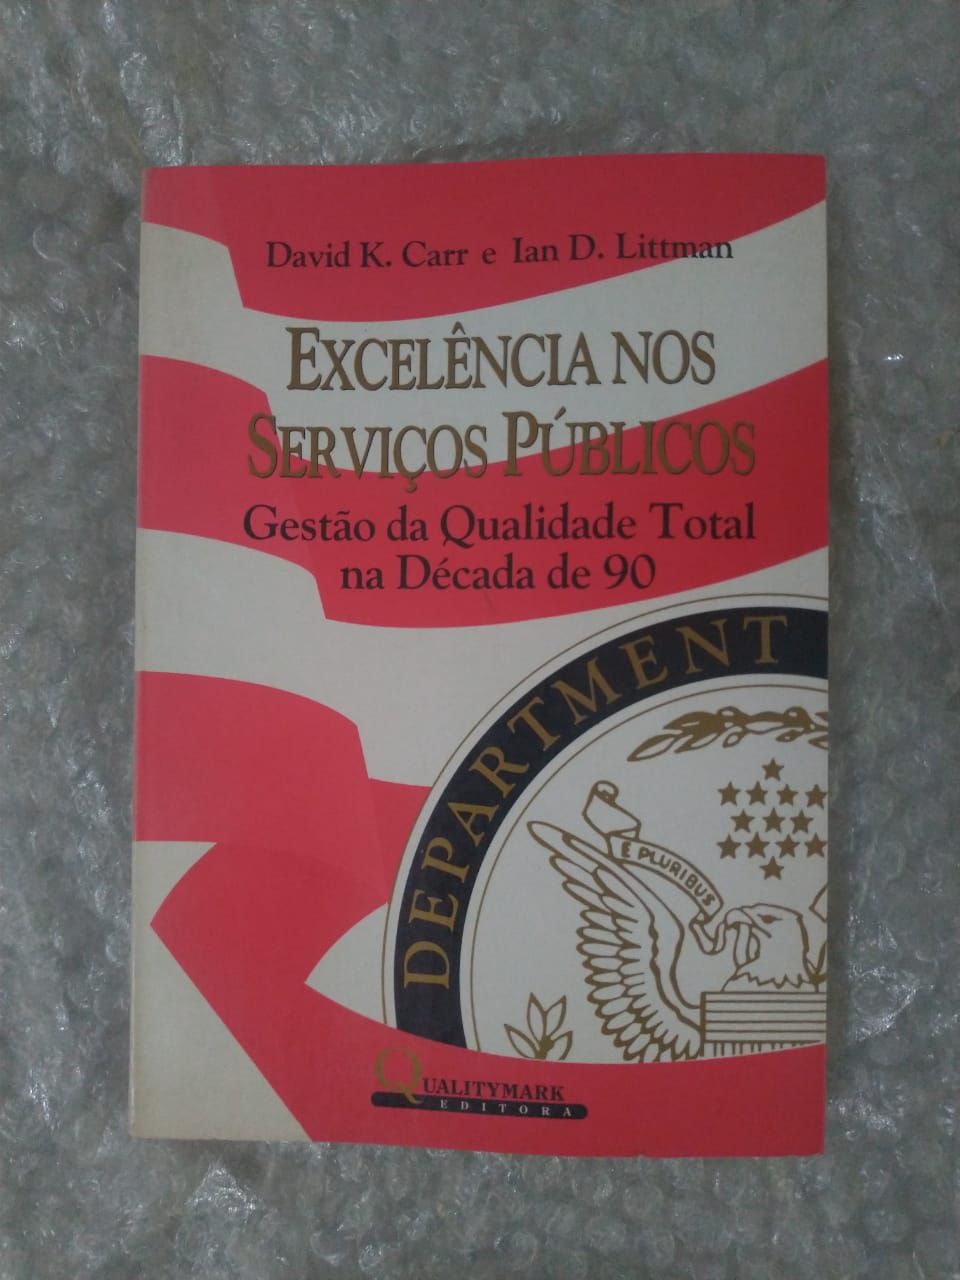 David K. Carr e Ian D. Littman
EXCELÊNCIA NOS
SERVIÇOS PÚBLICOS
Gestão da Qualidade Total
na Década de 90
DEPARTMENT
E PLURIBUS
QUALITYMARK
EDITORA